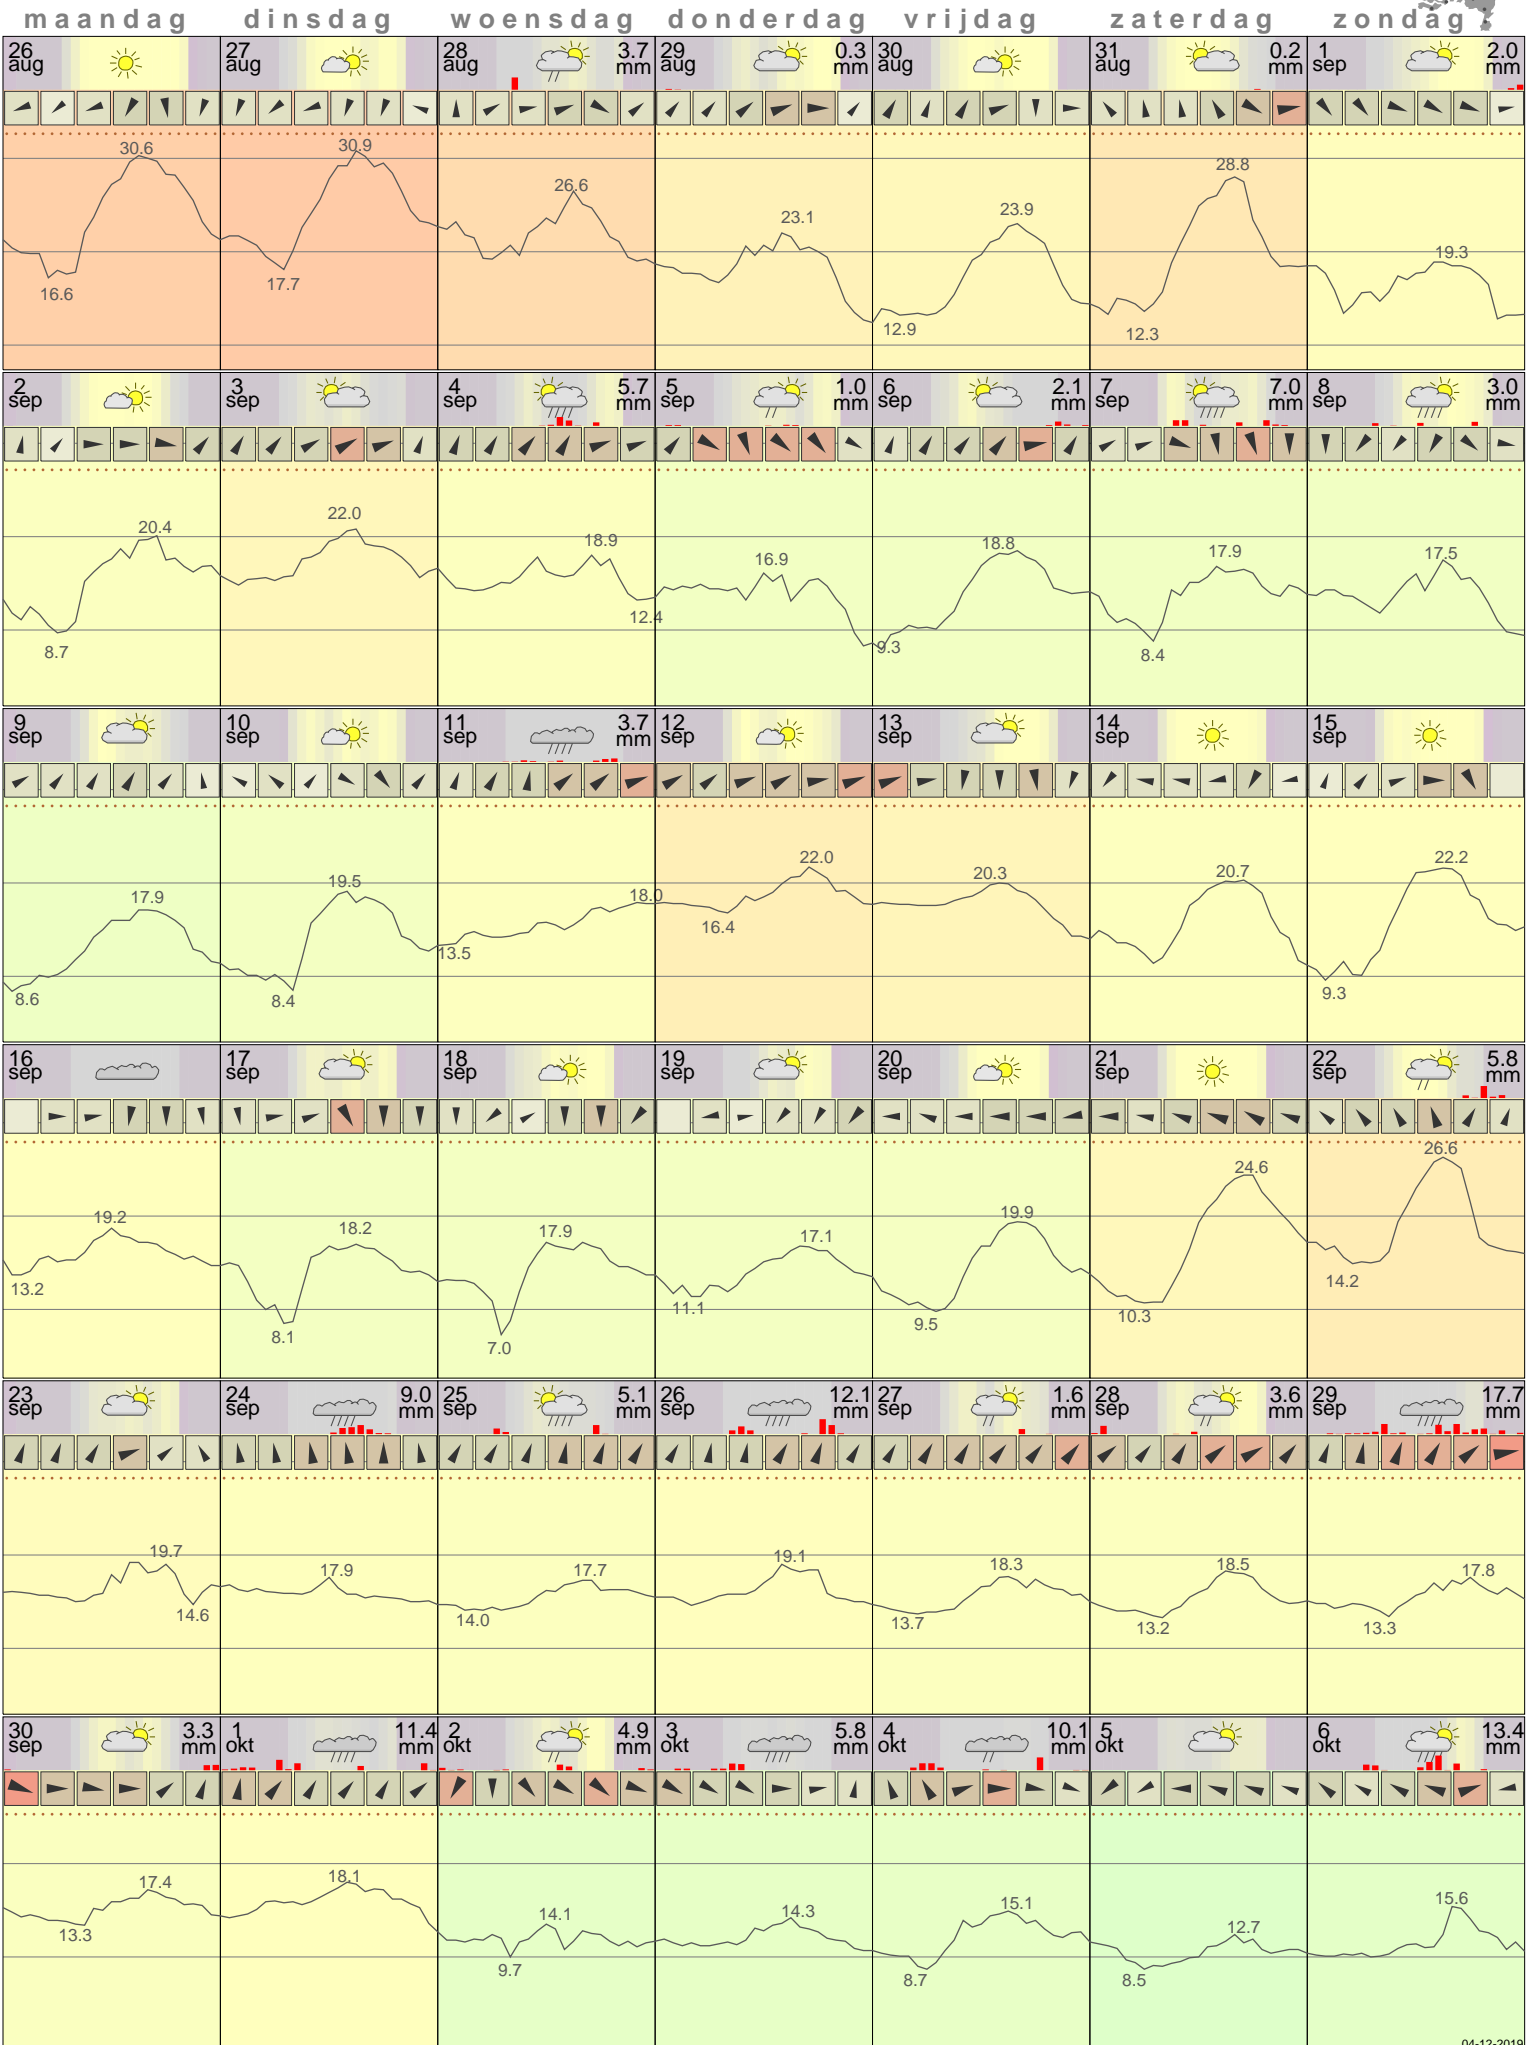 maandag dinsdag woensdag donderdag vrijdag zaterdag zondag
26 27 28 3.7 29 0.3 30 31 0.2 1 2.0
aug aug aug mm aug mm aug aug mm sep mm
30.6 30.9 26.6 23.1 23.9 28.8 19.3
16.6 17.7 12.9 12.3
2 3 4 5.7 5 1.0 6 2.1 7 7.0 8 3.0
sep sep sep mm sep mm sep mm sep mm sep mm
20.4 22.0 18.9 16.9 18.8 17.9 17.5
8.7 12.4 9.3 8.4
9 10 11 3.7 12 13 14 15
sep sep sep mm sep sep sep sep
17.9 19.5 18.0 22.0 20.3 20.7 22.2
8.6 8.4 13.5 16.4 9.3
16 17 18 19 20 21 22 5.8
sep sep sep sep sep sep sep mm
19.2 18.2 17.9 17.1 19.9 24.6 26.6
13.2 8.1 7.0 11.1 9.5 10.3 14.2
23 24 9.0 25 5.1 26 12.1 27 1.6 28 3.6 29 17.7
sep sep mm sep mm sep mm sep mm sep mm sep mm
19.7 17.9 17.7 19.1 18.3 18.5 17.8
14.6 14.0 13.7 13.2 13.3
30 3.3 1 11.4 2 4.9 3 5.8 4 10.1 5 6 13.4
sep mm okt mm okt mm okt mm okt mm okt okt mm
17.4 18.1 14.1 14.3 15.1 12.7 15.6
13.3 9.7 8.7 8.5
04-12-2019